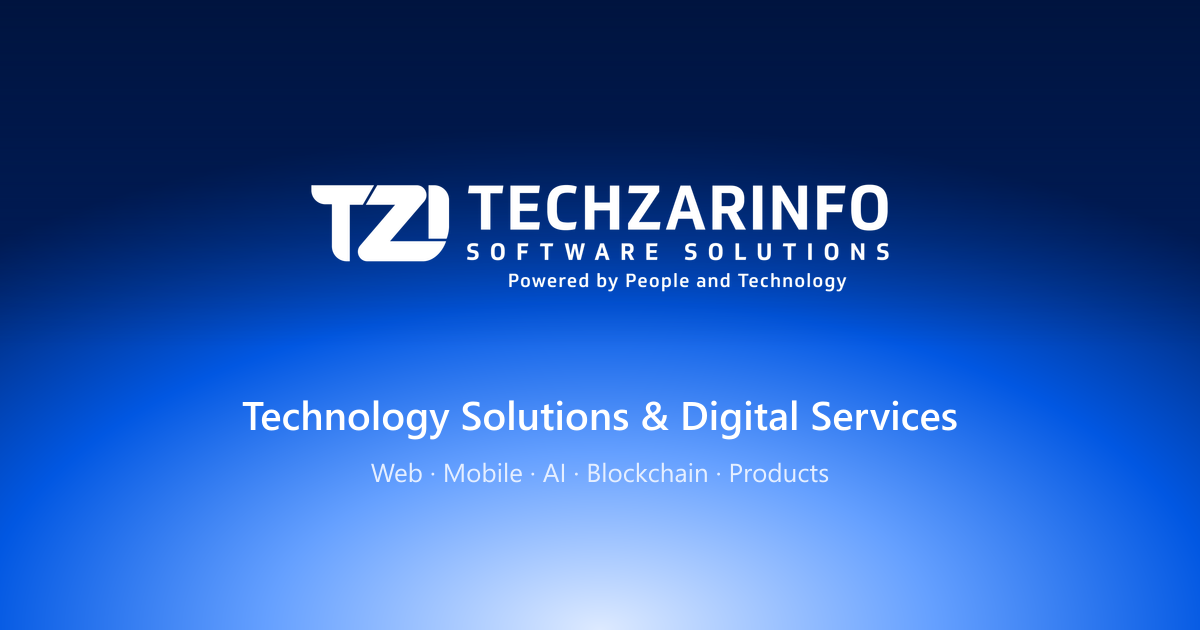 TZI TECHZARINFO
SOFTWARE SOLUTIONS
Powered by People and Technology
Technology Solutions & Digital Services
Web · Mobile · AI · Blockchain · Products